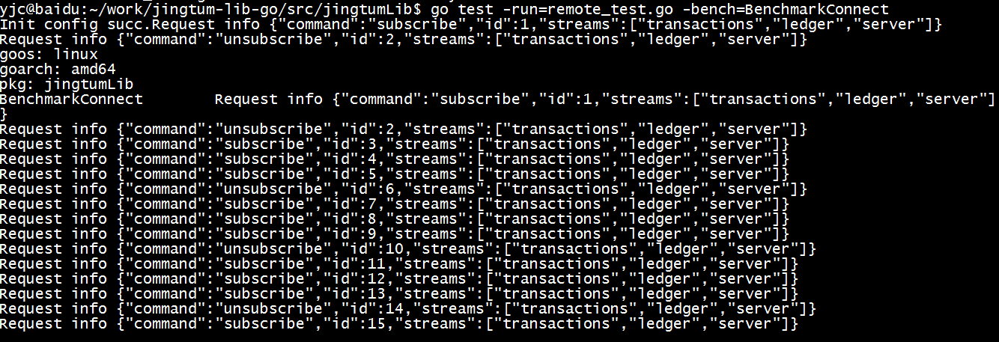 yjc@baidu:~/work/jingtum-lib-go/src/jingtumLib$ go test -run=remote_test.go -bench=BenchmarkConnect
Init config succ.Request info {"command":"subscribe","id":1,"streams":["transactions","ledger","server"]}
Request info {"command":"unsubscribe","id":2,"streams":["transactions","ledger","server"]}
goos: linux
goarch: amd64
pkg: jingtumLib
BenchmarkConnect        Request info {"command":"subscribe","id":1,"streams":["transactions","ledger","server"]
}
Request info {"command":"unsubscribe","id":2,"streams":["transactions","ledger","server"]}
Request info {"command":"subscribe","id":3,"streams":["transactions","ledger","server"]}
Request info {"command":"subscribe","id":4,"streams":["transactions","ledger","server"]}
Request info {"command":"subscribe","id":5,"streams":["transactions","ledger","server"]}
Request info {"command":"unsubscribe","id":6,"streams":["transactions","ledger","server"]}
Request info {"command":"subscribe","id":7,"streams":["transactions","ledger","server"]}
Request info {"command":"subscribe","id":8,"streams":["transactions","ledger","server"]}
Request info {"command":"subscribe","id":9,"streams":["transactions","ledger","server"]}
Request info {"command":"unsubscribe","id":10,"streams":["transactions","ledger","server"]}
Request info {"command":"subscribe","id":11,"streams":["transactions","ledger","server"]}
Request info {"command":"subscribe","id":12,"streams":["transactions","ledger","server"]}
Request info {"command":"subscribe","id":13,"streams":["transactions","ledger","server"]}
Request info {"command":"unsubscribe","id":14,"streams":["transactions","ledger","server"]}
Request info {"command":"subscribe","id":15,"streams":["transactions","ledger","server"]}